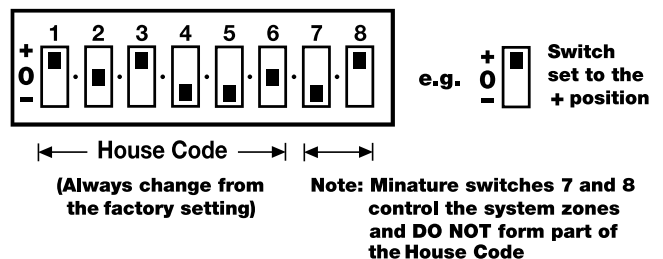 1 2 3 4 5 6 7 8
+
0
–
e.g.
+
0
–
Switch
set to the
+ position
House Code
(Always change from
the factory setting)
Note: Minature switches 7 and 8
control the system zones
and DO NOT form part of
the House Code